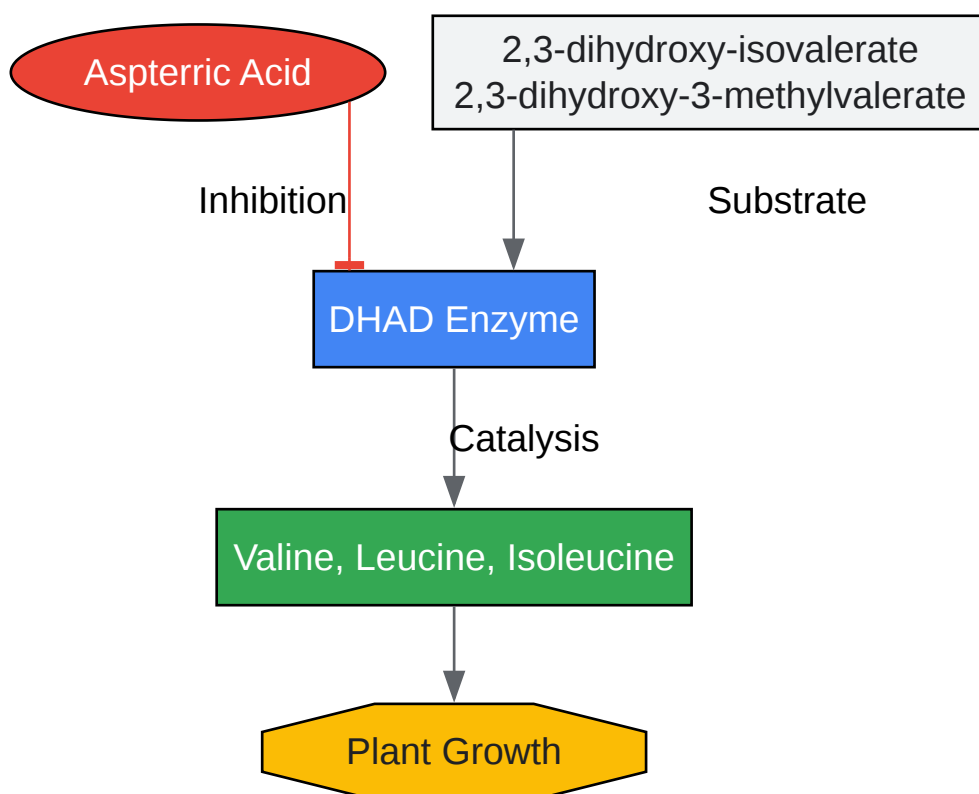 Aspterric Acid
2,3-dihydroxy-isovalerate
2,3-dihydroxy-3-methylvalerate
Inhibition
Substrate
DHAD Enzyme
Catalysis
Valine, Leucine, Isoleucine
Plant Growth